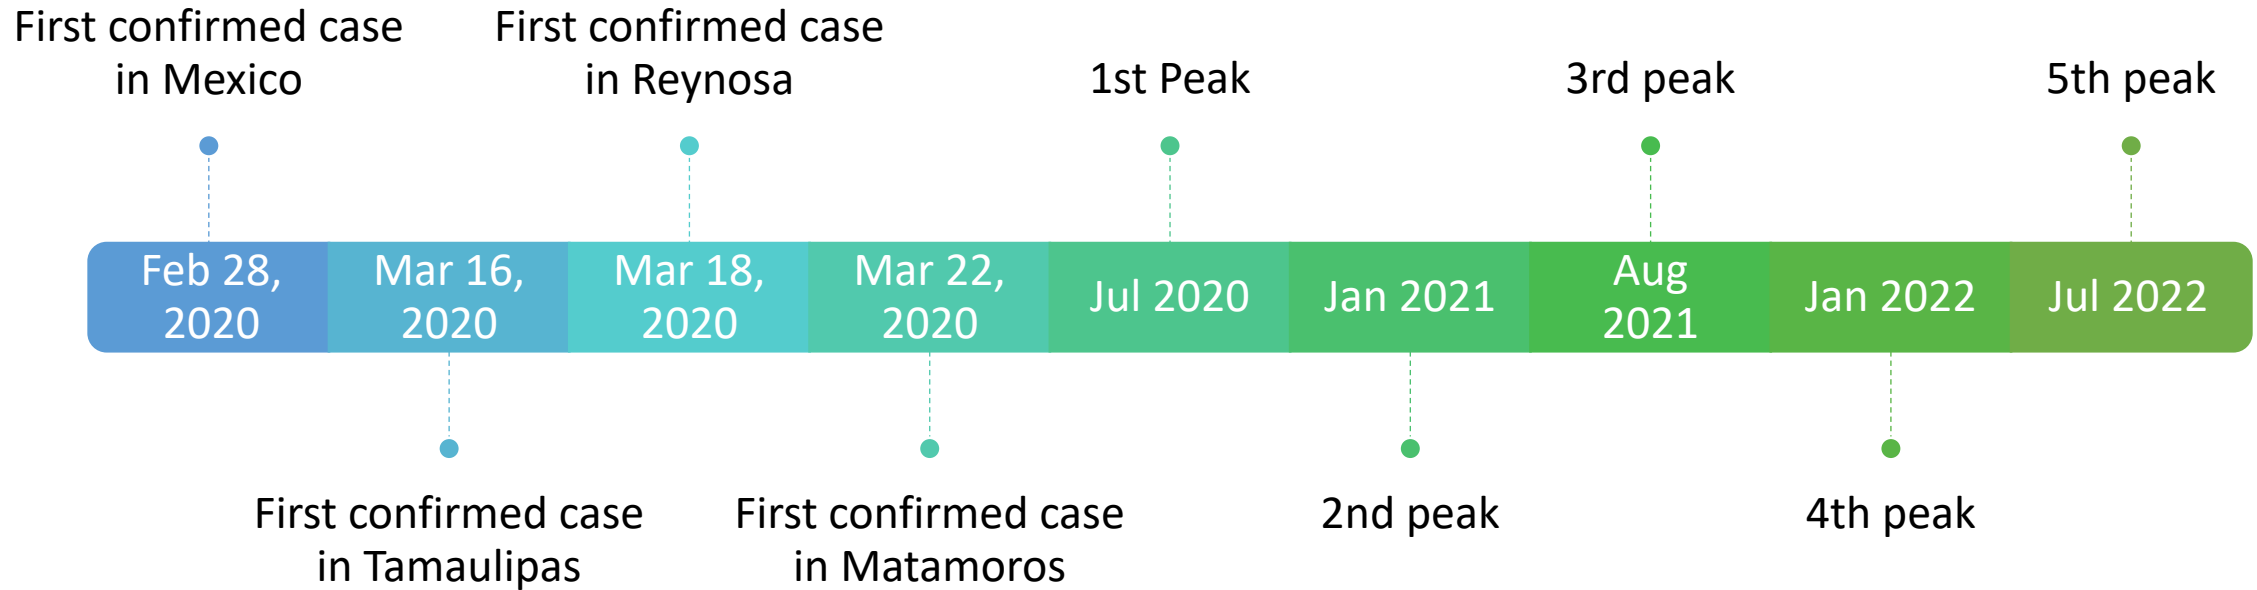 First confirmed case
in Mexico
First confirmed case
in Reynosa
1st Peak
3rd peak
5th peak
Feb 28,
2020
Mar 16,
2020
Mar 18,
2020
Mar 22,
2020
Jul 2020
Jan 2021
Aug
2021
Jan 2022
Jul 2022
First confirmed case
in Tamaulipas
First confirmed case
in Matamoros
2nd peak
4th peak